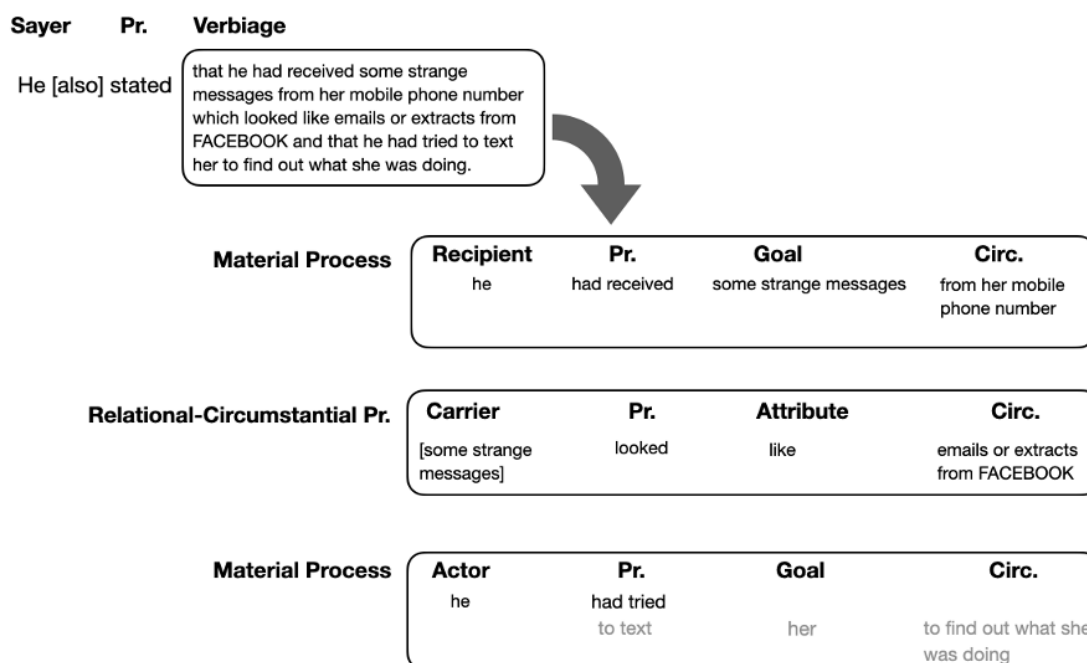 Sayer Pr. Verbiage
He [also] stated
that he had received some strange
messages from her mobile phone number
which looked like emails or extracts from
FACEBOOK and that he had tried to text
her to find out what she was doing.
Material Process
Recipient Pr. Goal Circ.
he had received some strange messages from her mobile
phone number
Relational-Circumstantial Pr.
Carrier Pr. Attribute Circ.
[some strange looked like emails or extracts
messages] from FACEBOOK
Material Process
Actor Pr. Goal Circ.
he had tried
to text her to find out what she
was doing